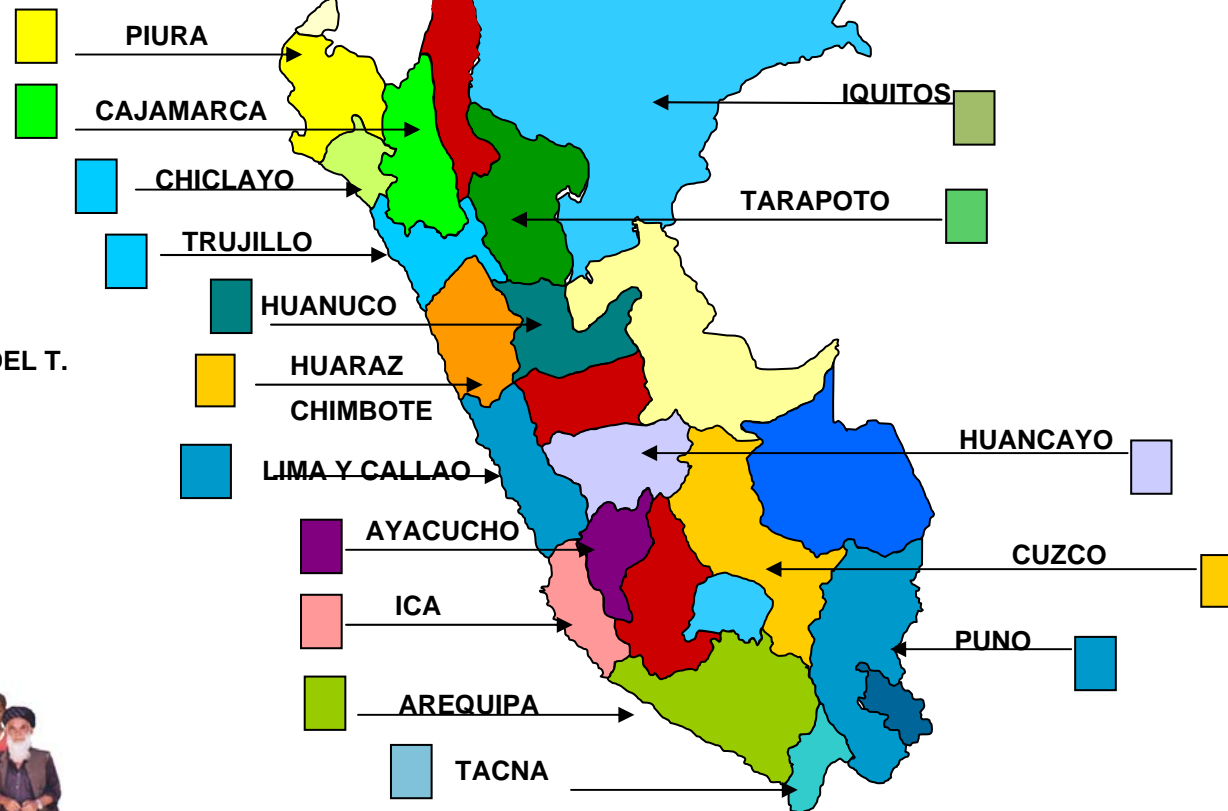 PIURA
CAJAMARCA
IQUITOS
CHICLAYO
TARAPOTO
TRUJILLO
HUANUCO
DEL T.
HUARAZ
CHIMBOTE
HUANCAYO
LIMA Y CALLAO
AYACUCHO
CUZCO
ICA
PUNO
AREQUIPA
TACNA